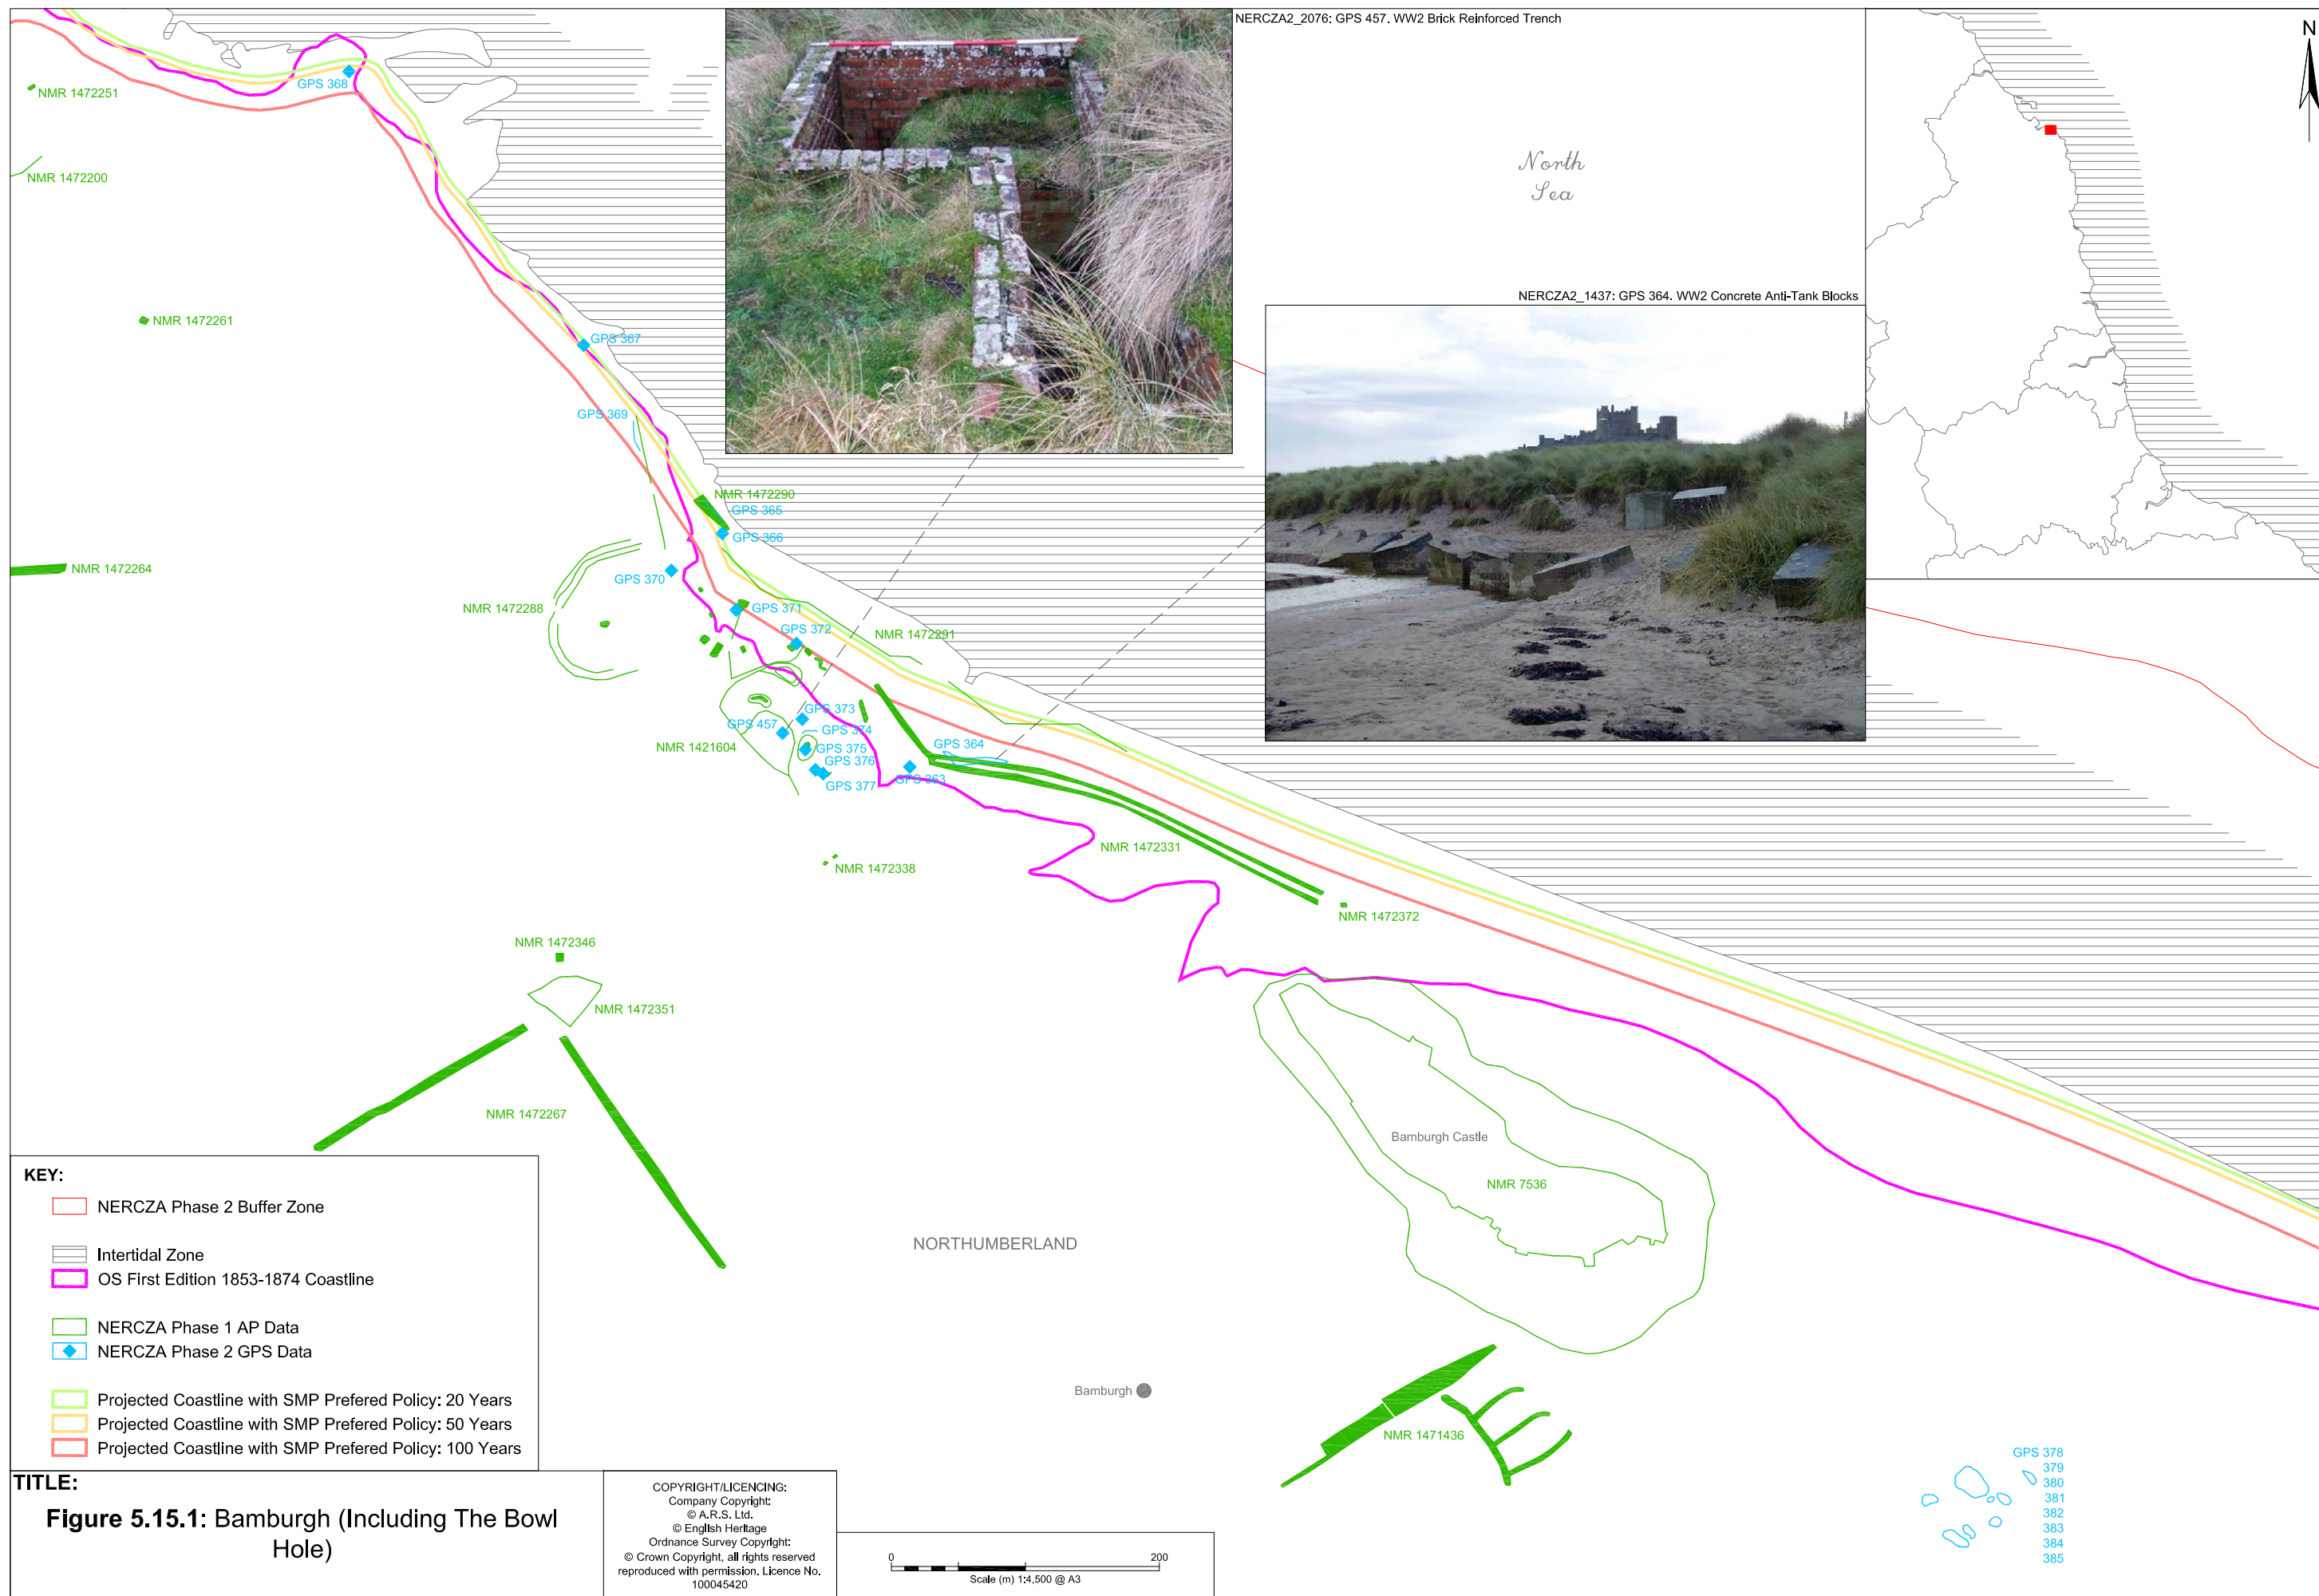 NERCZA2_2076: GPS 457. WW2 Brick Reinforced Trench
N
North
Sea
NERCZA2_1437: GPS 364. WW2 Concrete Anti-Tank Blocks
GPS 368
NMR 1472251
NMR 1472200
NMR 1472261
GPS 367
GPS 369
NMR 1472290
GPS 365
GPS 366
NMR 1472264
GPS 370
NMR 1472288
GPS 371
GPS 372
NMR 1472291
GPS 373
GPS 457
GPS 374
NMR 1421604
GPS 375
GPS 364
GPS 376
GPS 363
GPS 377
NMR 1472331
NMR 1472338
NMR 1472372
NMR 1472346
NMR 1472351
NMR 1472267
Bamburgh Castle
NMR 7536
NORTHUMBERLAND
Bamburgh
NMR 1471436
GPS 378
379
380
381
382
383
384
385
KEY:
NERCZA Phase 2 Buffer Zone
Intertidal Zone
OS First Edition 1853-1874 Coastline
NERCZA Phase 1 AP Data
NERCZA Phase 2 GPS Data
Projected Coastline with SMP Prefered Policy: 20 Years
Projected Coastline with SMP Prefered Policy: 50 Years
Projected Coastline with SMP Prefered Policy: 100 Years
TITLE:
Figure 5.15.1: Bamburgh (Including The Bowl
Hole)
COPYRIGHT/LICENCING:
Company Copyright:
© A.R.S. Ltd.
© English Heritage
Ordnance Survey Copyright:
© Crown Copyright, all rights reserved
reproduced with permission. Licence No.
100045420
0 200
Scale (m) 1:4,500 @ A3